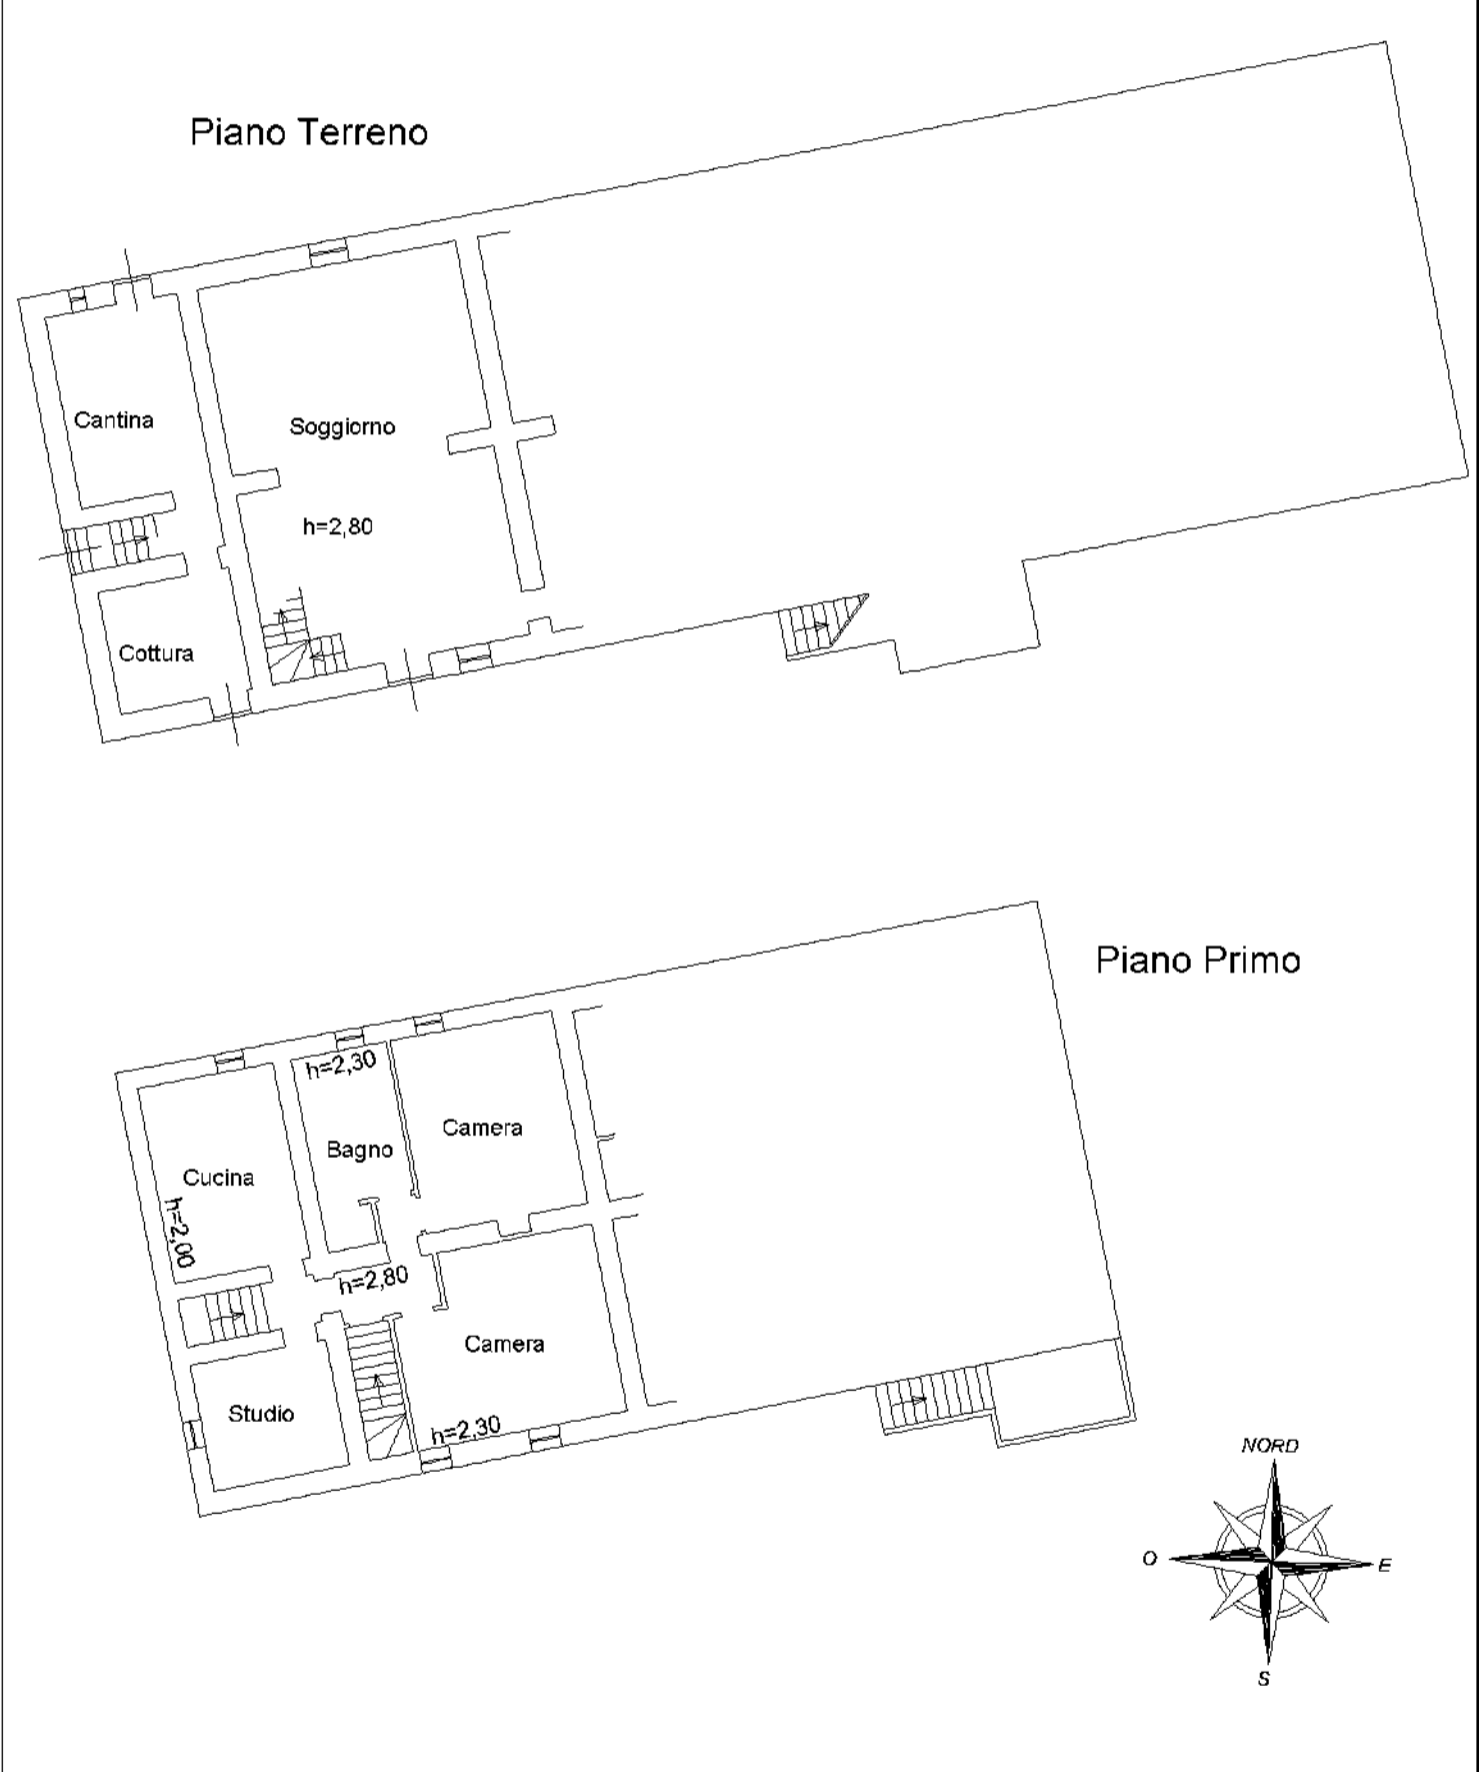 Piano Terreno
Cantina
Soggiorno
h=2,80
Cottura
Piano Primo
h=2,30
Camera
Bagno
Cucina
h=2,00
h=2,80
Camera
Studio
h=2,30
NORD
O
E
S